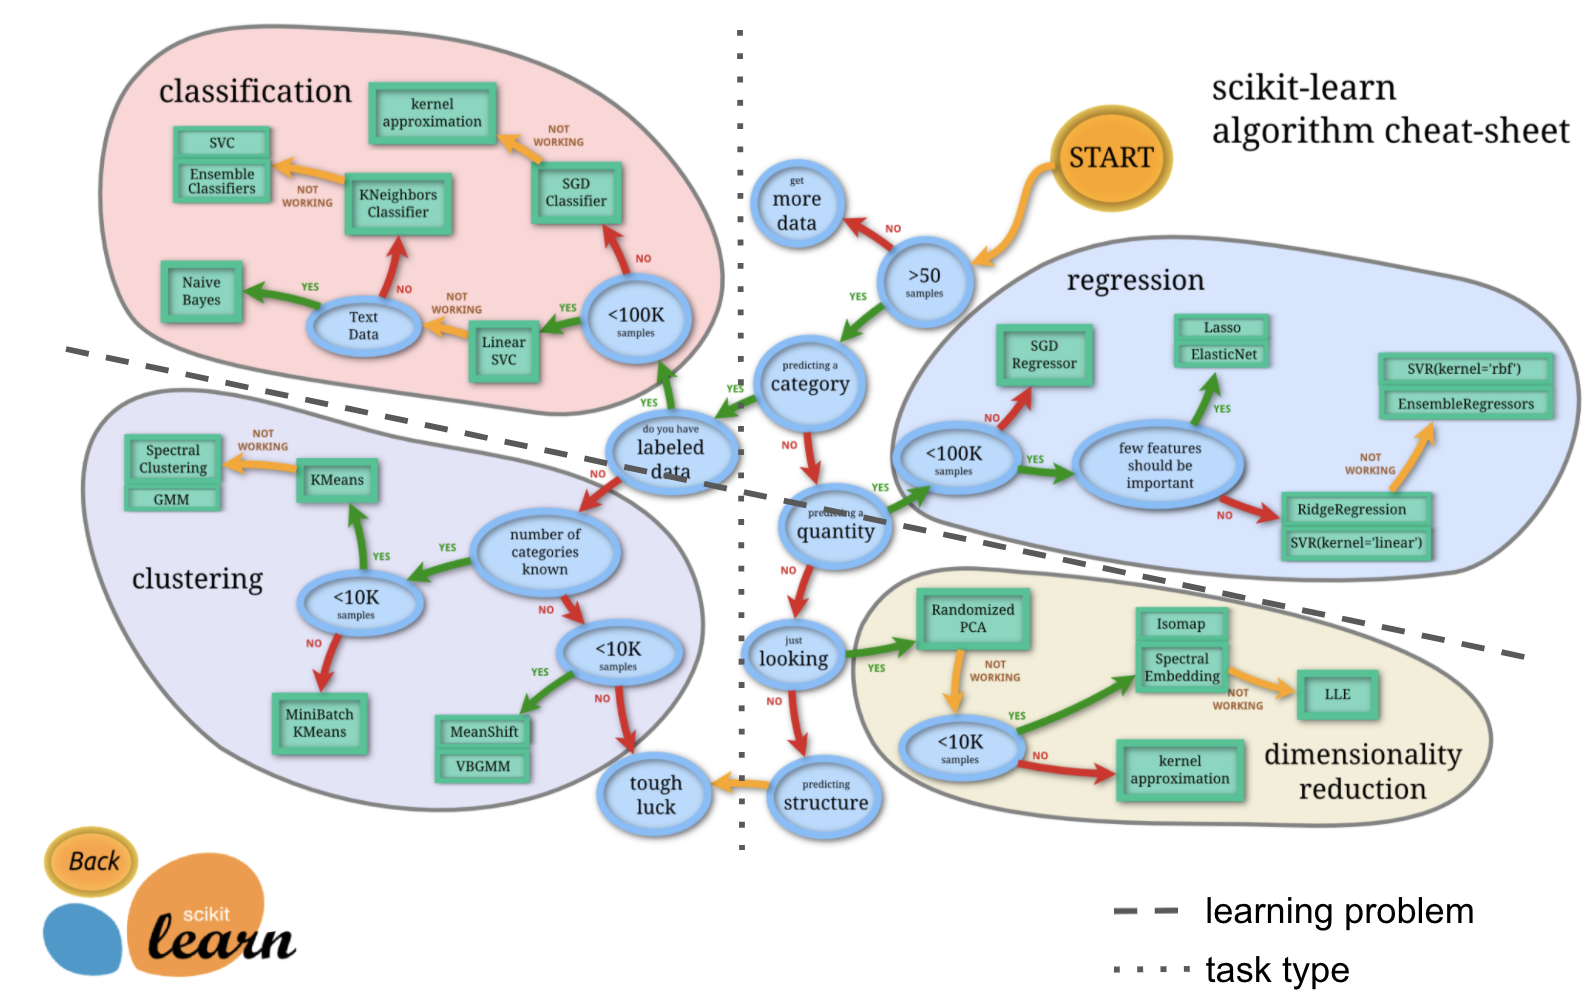 scikit-learn
algorithm cheat-sheet
START
classification
kernel
approximation
NOT
WORKING
SVC
Ensemble
Classifiers
NOT
WORKING
KNeighbors
Classifier
SGD
Classifier
NO
Naive
Bayes
YES
NO
Text
Data
NOT
WORKING
Linear
SVC
YES
<100K
samples
get
more
data
NO
>50
samples
YES
predicting a
category
YES
NO
YES
do you have
labeled
data
NO
predicting a
quantity
YES
NO
just
looking
YES
NO
predicting
structure
tough
luck
regression
SGD
Regressor
Lasso
ElasticNet
SVR(kernel='rbf')
EnsembleRegressors
NO
YES
<100K
samples
YES
few features
should be
important
NOT
WORKING
NO
RidgeRegression
SVR(kernel='linear')
clustering
Spectral
Clustering
GMM
NOT
WORKING
KMeans
YES
YES
number of
categories
known
<10K
samples
NO
NO
<10K
samples
YES
NO
MiniBatch
KMeans
MeanShift
VBGMM
Randomized
PCA
NOT
WORKING
Isomap
Spectral
Embedding
NOT
WORKING
LLE
YES
<10K
samples
NO
kernel
approximation
dimensionality
reduction
Back
scikit
learn
learning problem
task type